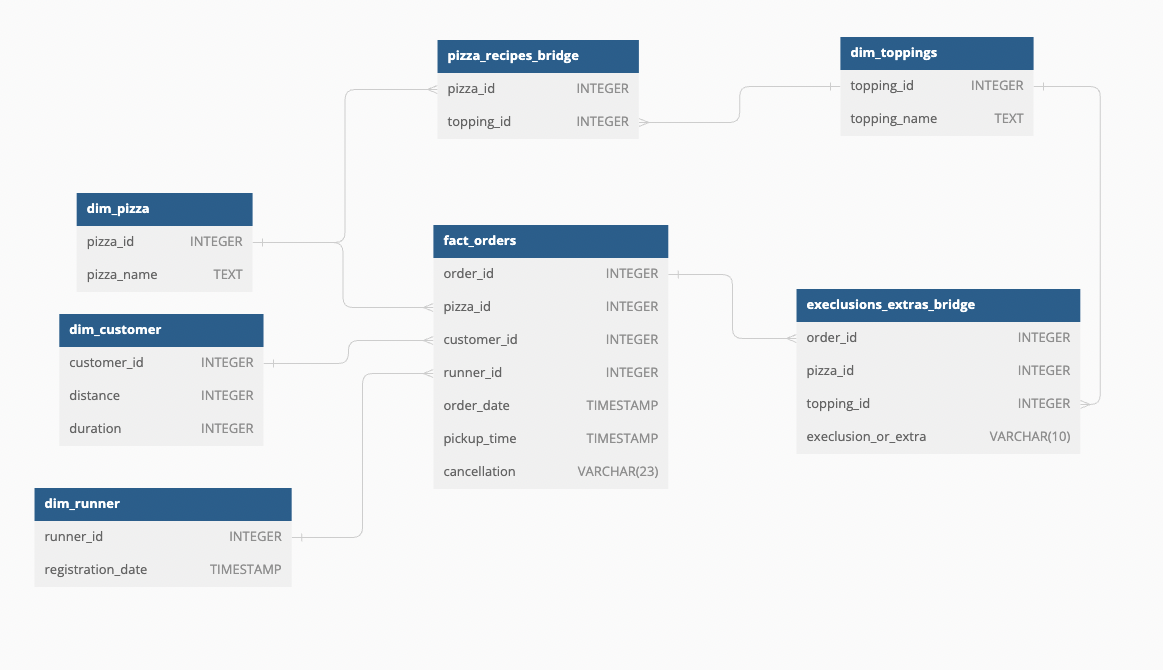 pizza_recipes_bridge
pizza_id INTEGER
topping_id INTEGER
dim_toppings
topping_id INTEGER
topping_name TEXT
dim_pizza
pizza_id INTEGER
pizza_name TEXT
fact_orders
order_id INTEGER
pizza_id INTEGER
customer_id INTEGER
runner_id INTEGER
order_date TIMESTAMP
pickup_time TIMESTAMP
cancellation VARCHAR(23)
execlusions_extras_bridge
order_id INTEGER
pizza_id INTEGER
topping_id INTEGER
execlusion_or_extra VARCHAR(10)
dim_customer
customer_id INTEGER
distance INTEGER
duration INTEGER
dim_runner
runner_id INTEGER
registration_date TIMESTAMP